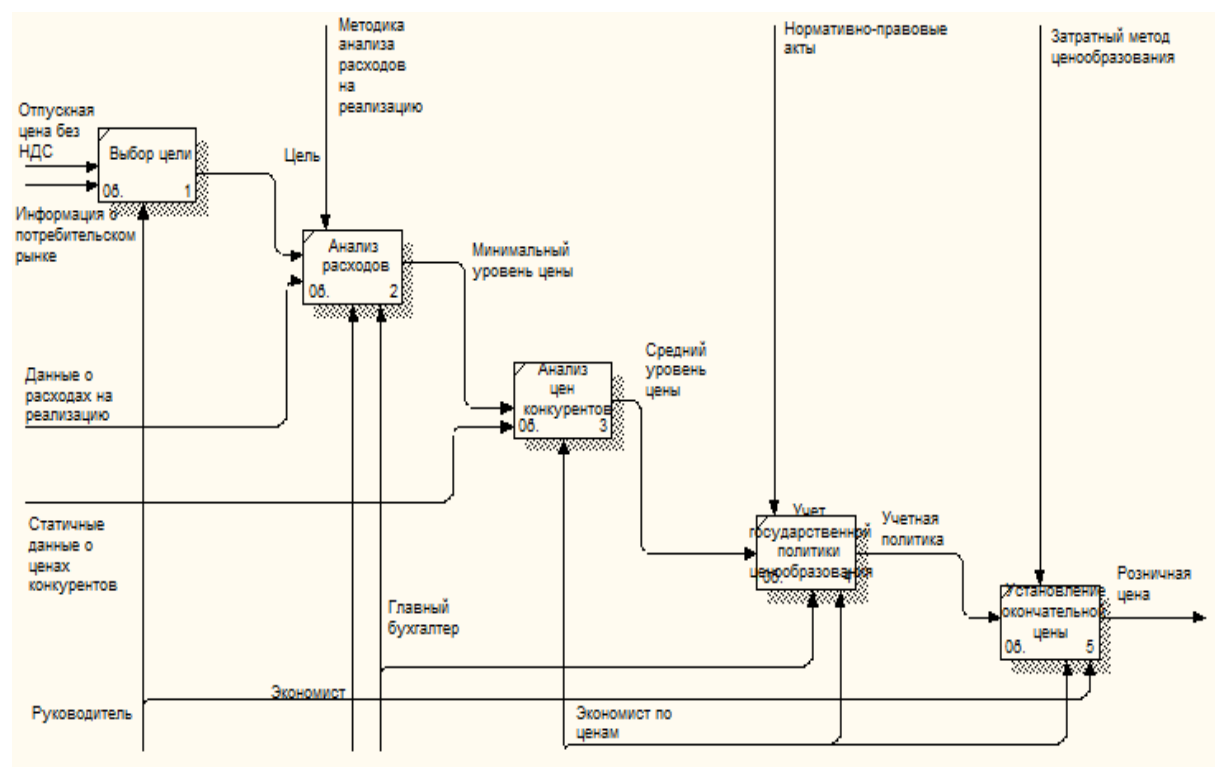 Методика
анализа
расходов
на
реализацию
Нормативно-правовые
акты
Затратный метод
ценообразования
Отпускная
цена без
НДС
Выбор цели
0б. 1
Цель
Информация о
потребительском
рынке
Анализ
расходов
0б. 2
Минимальный
уровень цены
Данные о
расходах на
реализацию
Анализ
цен
конкурентов
0б. 3
Средний
уровень
цены
Статичные
данные о
ценах
конкурентов
Учет
государственной
политики
ценообразования
0б. 4
Учетная
политика
Установление
окончательной
цены
0б. 5
Розничная
цена
Главный
бухгалтер
Руководитель
Экономист
Экономист по
ценам